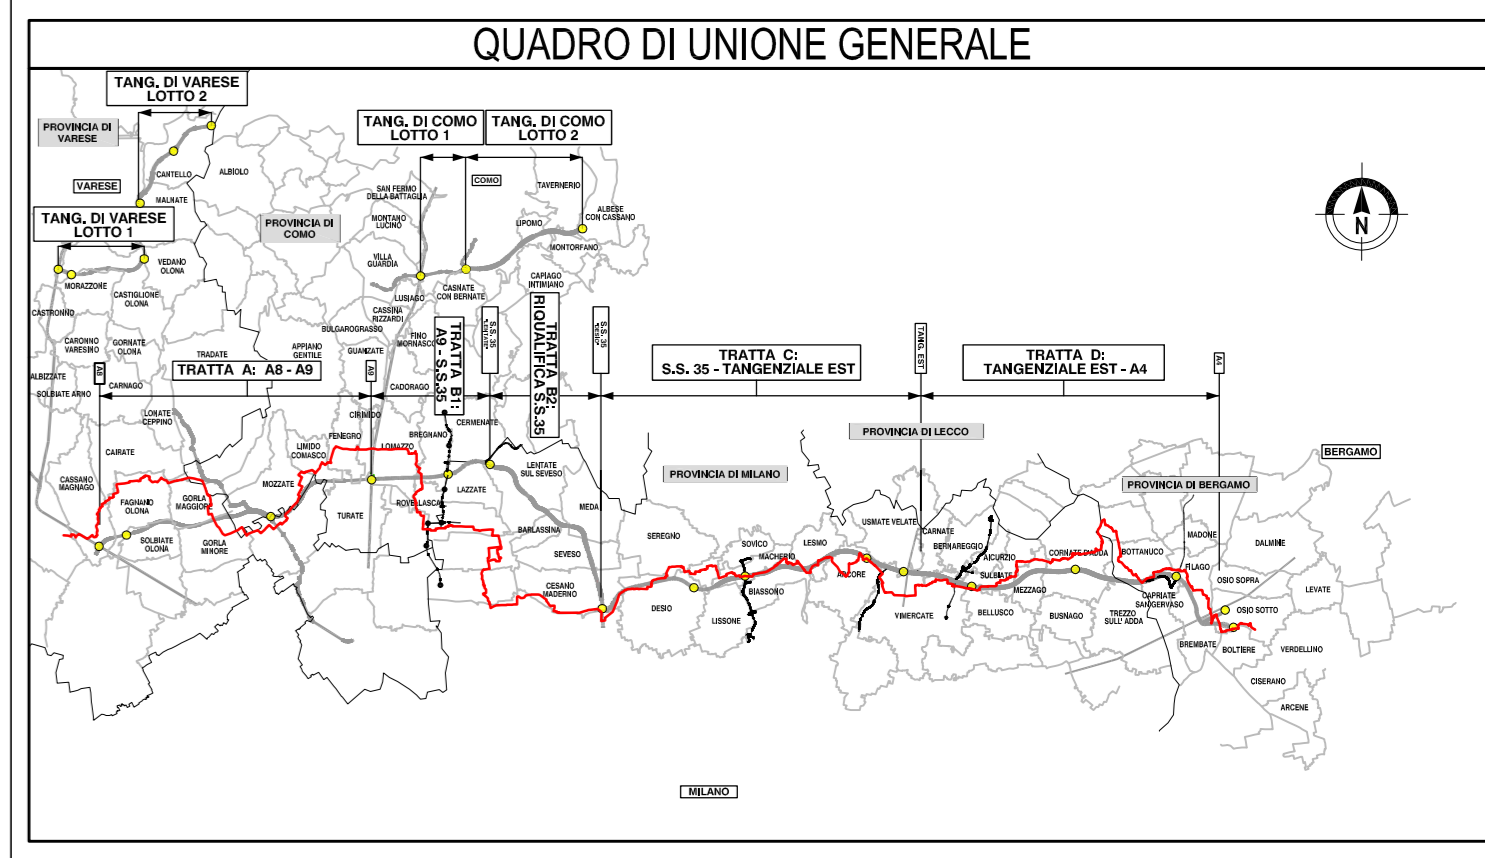 QUADRO DI UNIONE GENERALE
TANG. DI VARESE
LOTTO 2
PROVINCIA DI
VARESE
TANG. DI COMO
LOTTO 1
TANG. DI COMO
LOTTO 2
CANTELLO
ALBIOLO
VARESE
MALNATE
SAN FERMO
DELLA BATTAGLIA
COMO
TAVERNERIO
TANG. DI VARESE
LOTTO 1
PROVINCIA DI
COMO
MONTANO
LUCINO
LIPOMO
ALBESE
CON CASSANO
MONTORFANO
N
VEDANO
OLONA
VILLA
GUARDIA
MORAZZONE
CASTIGLIONE
OLONA
LUSIAGO
CASNATE
CON BERNATE
CAPIAGO
INTIMIANO
CASTRONNO
CASSINA
RIZZARDI
BULGAROGRASSO
FINO
MORNASCO
CARONNO
VARESINO
GORNATE
OLONA
TRADATE
APPIANO
GENTILE
GUANZATE
TRATTA B1:
A9 - S.S.35
S.S. 35
"LENTATE"
TRATTA B2:
RIQUALIFICA S.S.35
S.S. 35
"DESIO"
TANG. EST
A4
A8
A9
TRATTA A: A8 - A9
TRATTA C:
S.S. 35 - TANGENZIALE EST
TRATTA D:
TANGENZIALE EST - A4
ALBIZZATE
SOLBIATE ARNO
CARNAGO
CADORAGO
LONATE
CEPPINO
CIRIMIDO
CERMENATE
FENEGRO
LOMAZZO
BREGNANO
PROVINCIA DI LECCO
BERGAMO
CAIRATE
LIMIDO
COMASCO
CASSANO
MAGNAGO
MOZZATE
LAZZATE
LENTATE
SUL SEVESO
PROVINCIA DI MILANO
PROVINCIA DI BERGAMO
FAGNANO
OLONA
GORLA
MAGGIORE
ROVELLASCA
TURATE
MEDA
BARLASSINA
USMATE VELATE
CARNATE
SOLBIATE
OLONA
GORLA
MINORE
SEVESO
SEREGNO
SOVICO
LESMO
MACHERIO
BERNAREGGIO
AICURZIO
CORNATE D'ADDA
BOTTANUCO
MADONE
DALMINE
CESANO
MADERNO
DESIO
BIASSONO
ARCORE
SULBIATE
MEZZAGO
FILAGO
OSIO SOPRA
LEVATE
LISSONE
VIMERCATE
BELLUSCO
BUSNAGO
TREZZO
SULL' ADDA
CAPRIATE
SANGERVASO
OSIO SOTTO
BREMBATE
BOLTIERE
VERDELLINO
CISERANO
ARCENE
MILANO